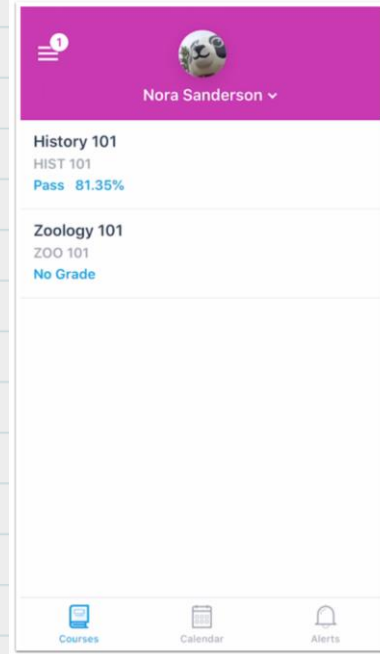 1
Nora Sanderson
History 101
HIST 101
Pass 81.35%
Zoology 101
ZOO 101
No Grade
Courses
Calendar
Alerts